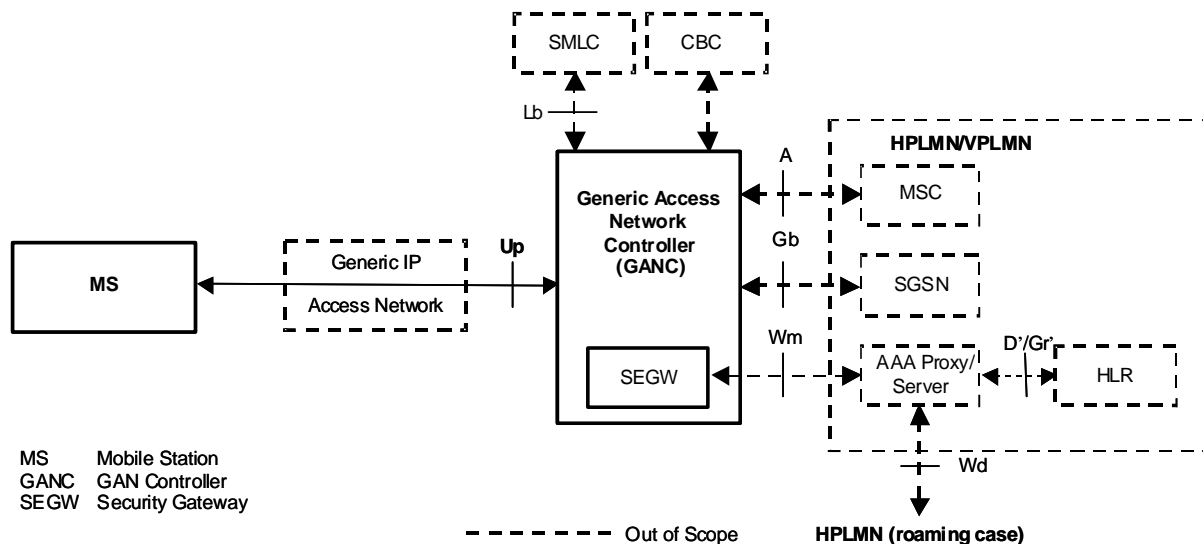 SMLC
CBC
Lb
HPLMN/VPLMN
A
MSC
Generic Access
Network
Controller
(GANC)
Gb
Up
Generic IP
Access Network
MS
SGSN
Wm
D'/Gr'
SEGW
AAA Proxy/
Server
HLR
MS Mobile Station
GANC GAN Controller
SEGW Security Gateway
Wd
Out of Scope
HPLMN (roaming case)